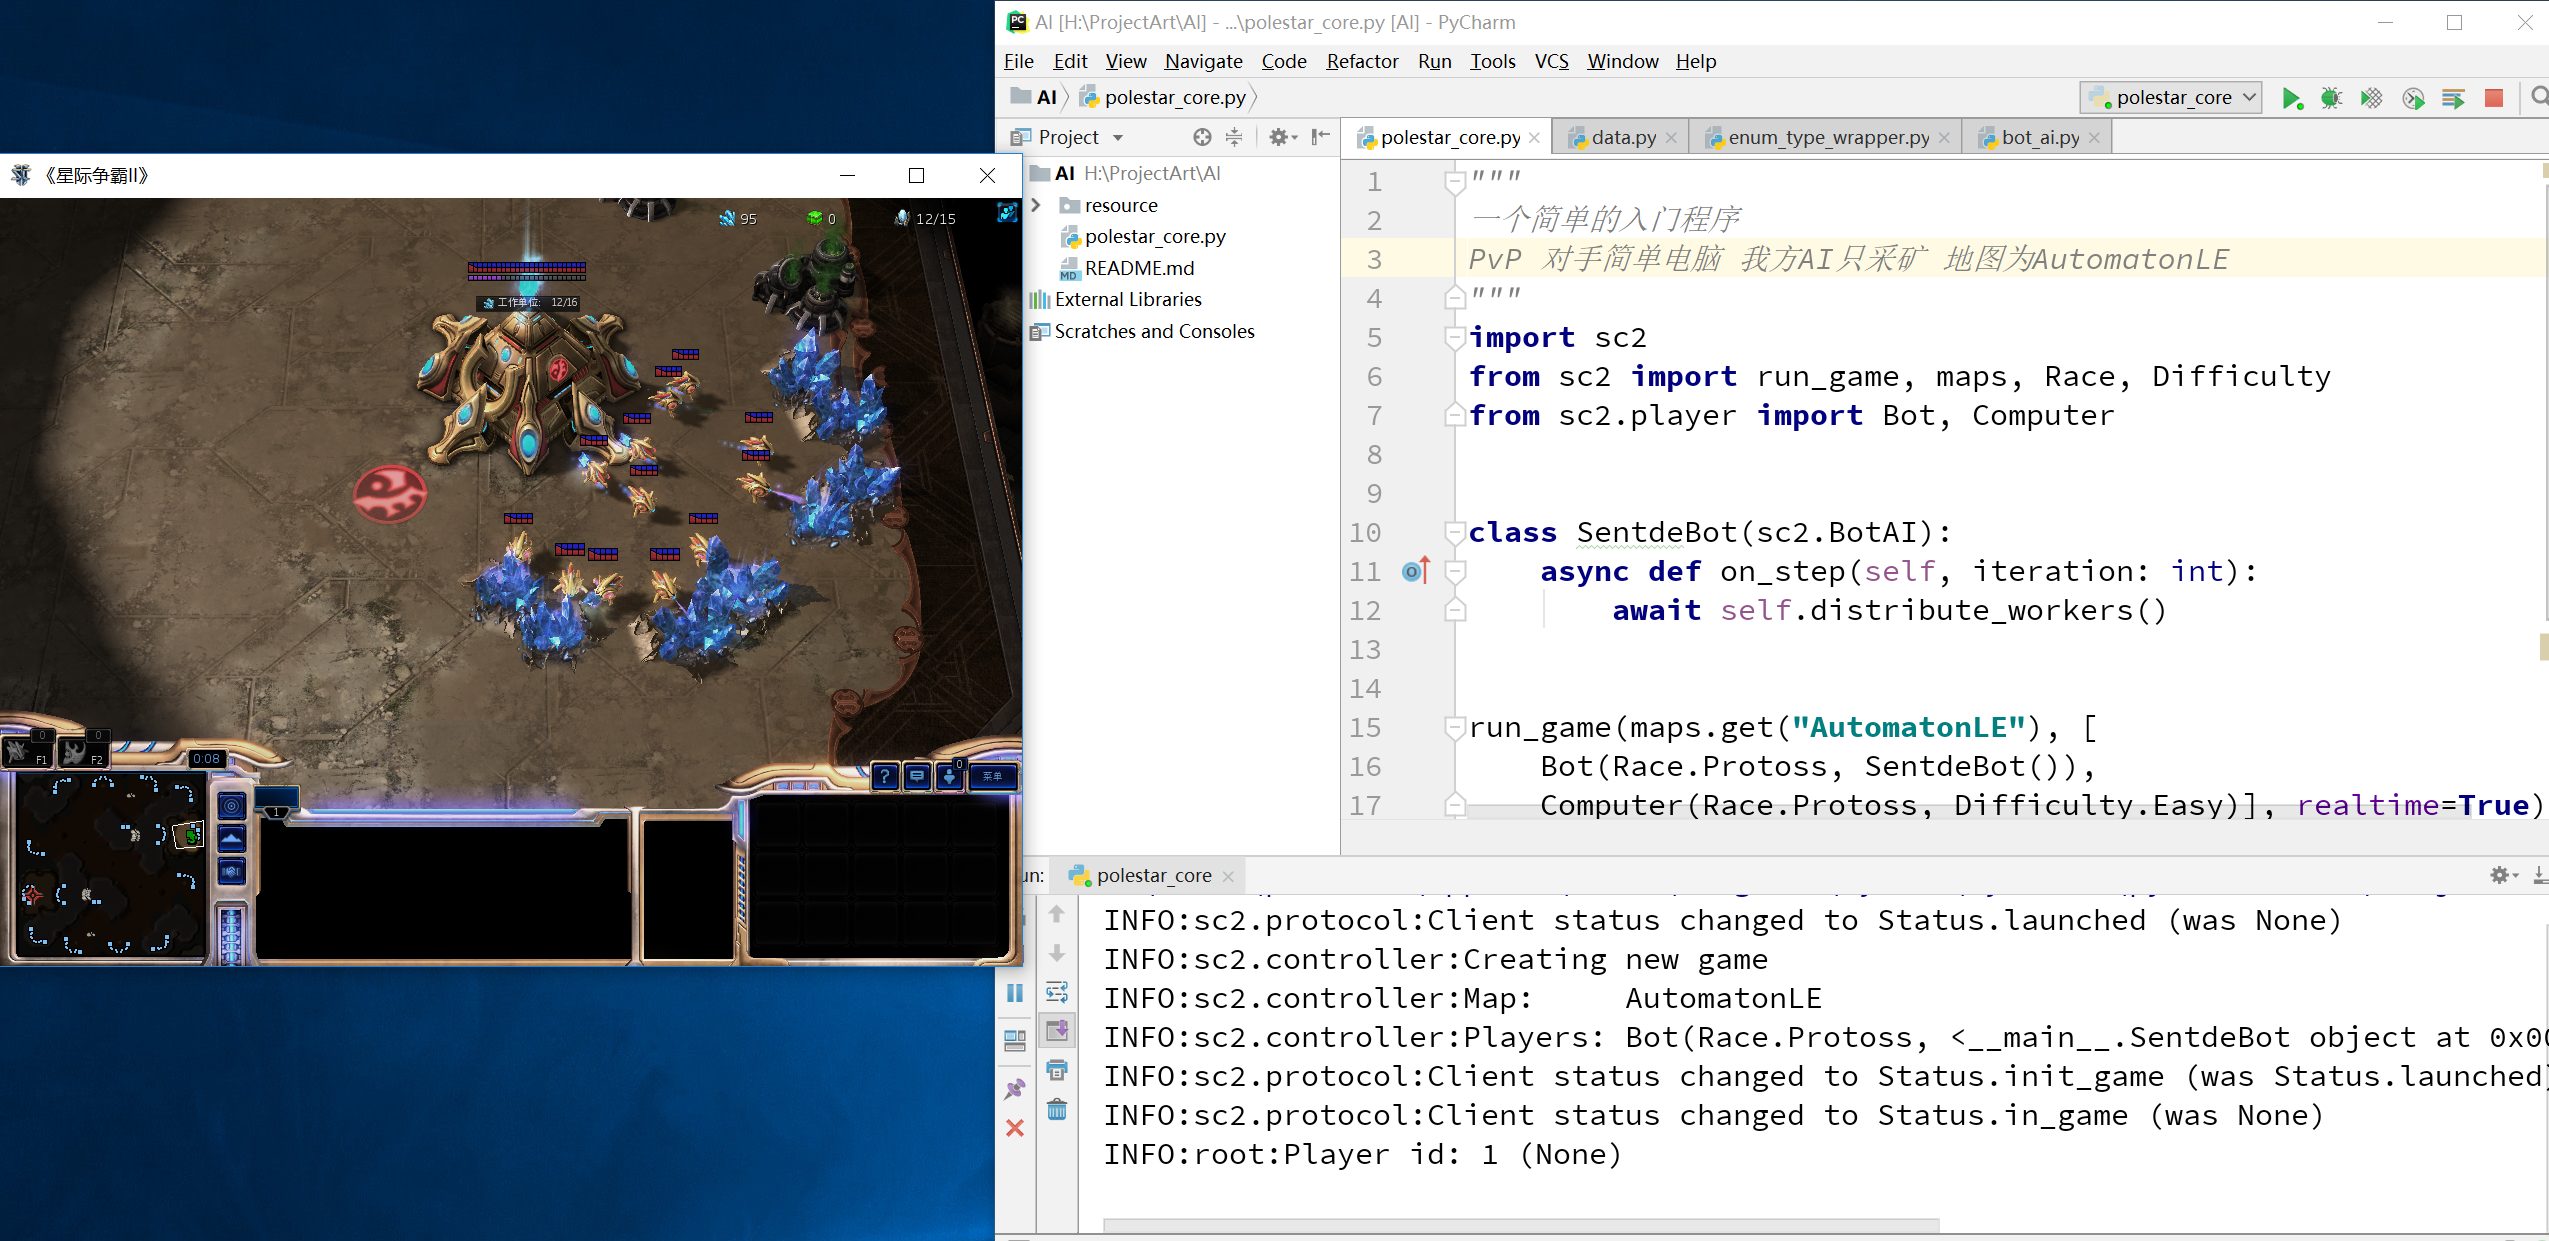 《星际争霸II》
95
0
12/15
工作单位: 12/16
0
0
F1
F2
0:08
1
?
0
菜单
AI [H:\ProjectArt\AI] - ...\polestar_core.py [AI] - PyCharm
File Edit View Navigate Code Refactor Run Tools VCS Window Help
AI
polestar_core.py
polestar_core
Project
polestar_core.py
data.py
enum_type_wrapper.py
bot_ai.py
AI H:\ProjectArt\AI
resource
polestar_core.py
README.md
External Libraries
Scratches and Consoles
1 """
2 一个简单的入门程序
3 PvP 对手简单电脑 我方AI只采矿 地图为AutomatonLE
4 """
5 import sc2
6 from sc2 import run_game, maps, Race, Difficulty
7 from sc2.player import Bot, Computer
8
9
10 class SentdeBot(sc2.BotAI):
11 async def on_step(self, iteration: int):
12 await self.distribute_workers()
13
14
15 run_game(maps.get("AutomatonLE"), [
16 Bot(Race.Protoss, SentdeBot()),
17 Computer(Race.Protoss, Difficulty.Easy)], realtime=True)
un:
polestar_core
INFO:sc2.protocol:Client status changed to Status.launched (was None)
INFO:sc2.controller:Creating new game
INFO:sc2.controller:Map: AutomatonLE
INFO:sc2.controller:Players: Bot(Race.Protoss, <__main__.SentdeBot object at 0x00
INFO:sc2.protocol:Client status changed to Status.init_game (was Status.launched)
INFO:sc2.protocol:Client status changed to Status.in_game (was None)
INFO:root:Player id: 1 (None)